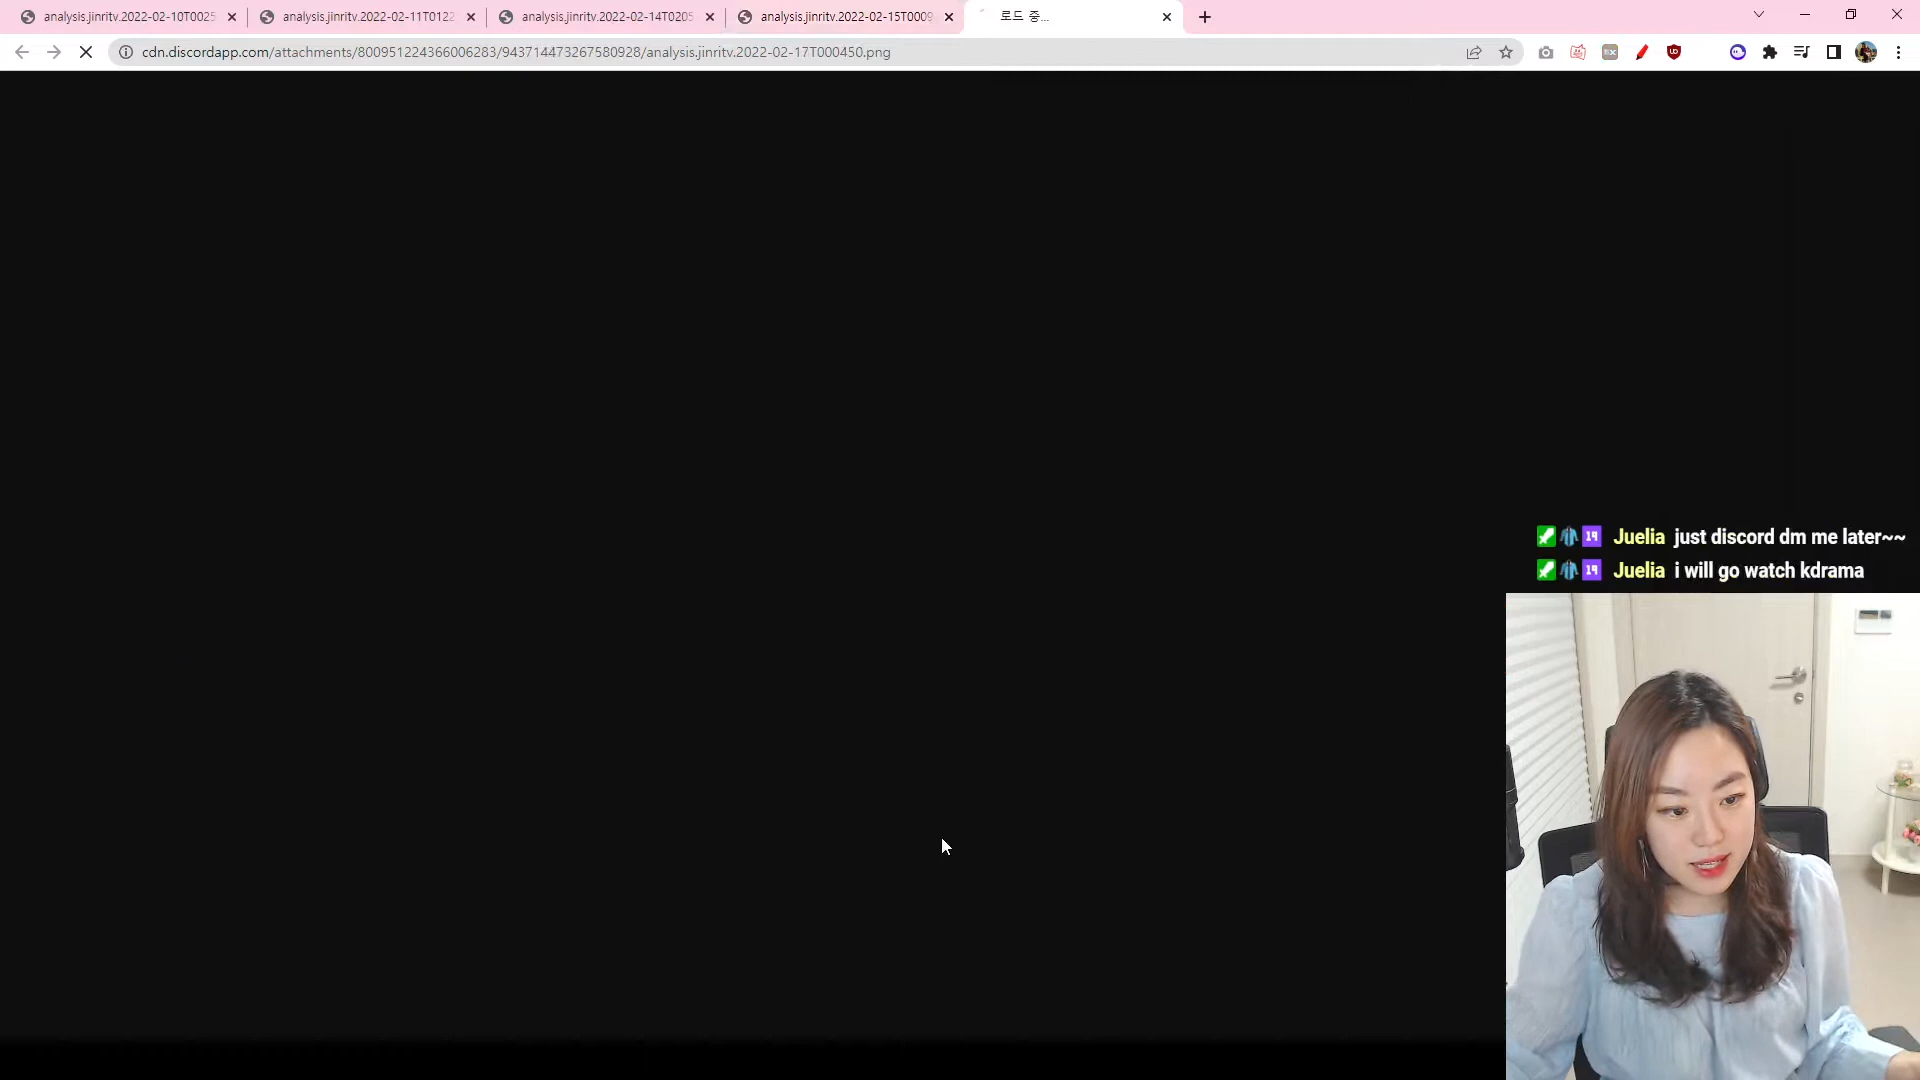 analysis.jinritv.2022-02-10T0025
analysis.jinritv.2022-02-11T0122
analysis.jinritv.2022-02-14T0205
analysis.jinritv.2022-02-15T0009
로드 중...
cdn.discordapp.com/attachments/800951224366006283/943714473267580928/analysis.jinritv.2022-02-17T000450.png
19 Juelia just discord dm me later~~
19 Juelia i will go watch kdrama